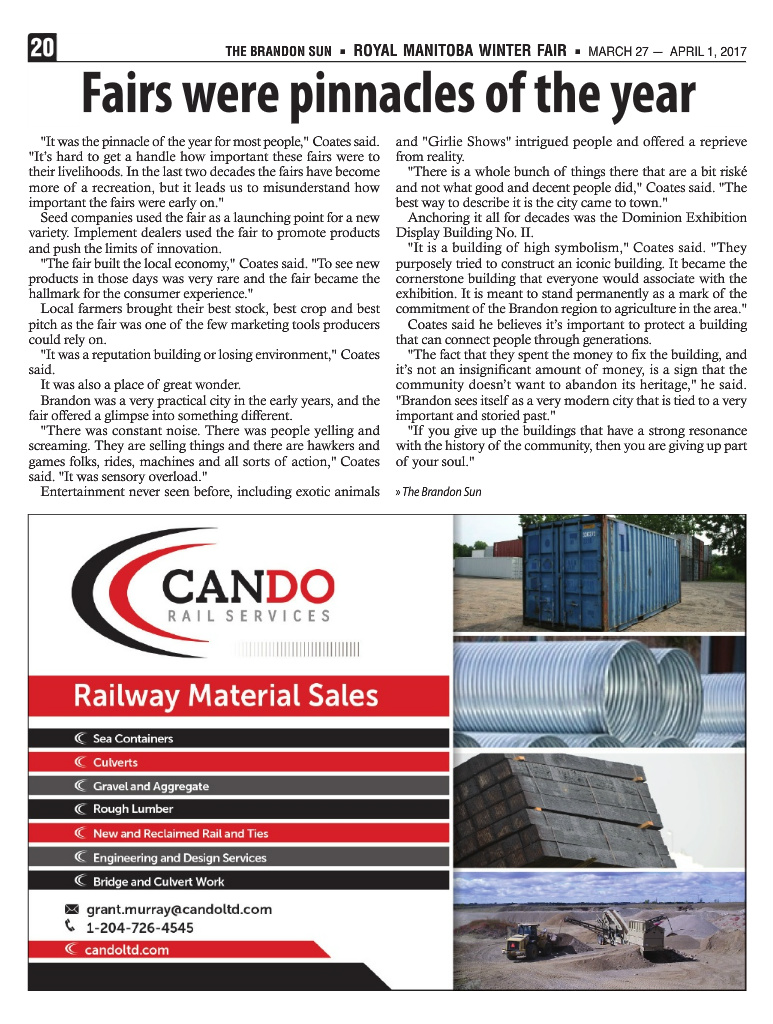 20
THE BRANDON SUN ▪ ROYAL MANITOBA WINTER FAIR ▪ MARCH 27 — APRIL 1, 2017
Fairs were pinnacles of the year
"It was the pinnacle of the year for most people," Coates said.
"It's hard to get a handle how important these fairs were to
their livelihoods. In the last two decades the fairs have become
more of a recreation, but it leads us to misunderstand how
important the fairs were early on."
Seed companies used the fair as a launching point for a new
variety. Implement dealers used the fair to promote products
and push the limits of innovation.
"The fair built the local economy," Coates said. "To see new
products in those days was very rare and the fair became the
hallmark for the consumer experience."
Local farmers brought their best stock, best crop and best
pitch as the fair was one of the few marketing tools producers
could rely on.
"It was a reputation building or losing environment," Coates
said.
It was also a place of great wonder.
Brandon was a very practical city in the early years, and the
fair offered a glimpse into something different.
"There was constant noise. There was people yelling and
screaming. They are selling things and there are hawkers and
games folks, rides, machines and all sorts of action," Coates
said. "It was sensory overload."
Entertainment never seen before, including exotic animals
and "Girlie Shows" intrigued people and offered a reprieve
from reality.
"There is a whole bunch of things there that are a bit riské
and not what good and decent people did," Coates said. "The
best way to describe it is the city came to town."
Anchoring it all for decades was the Dominion Exhibition
Display Building No. II.
"It is a building of high symbolism," Coates said. "They
purposely tried to construct an iconic building. It became the
cornerstone building that everyone would associate with the
exhibition. It is meant to stand permanently as a mark of the
commitment of the Brandon region to agriculture in the area."
Coates said he believes it's important to protect a building
that can connect people through generations.
"The fact that they spent the money to fix the building, and
it's not an insignificant amount of money, is a sign that the
community doesn't want to abandon its heritage," he said.
"Brandon sees itself as a very modern city that is tied to a very
important and storied past."
"If you give up the buildings that have a strong resonance
with the history of the community, then you are giving up part
of your soul."
» The Brandon Sun
CANDO
RAIL SERVICES
Railway Material Sales
Sea Containers
Culverts
Gravel and Aggregate
Rough Lumber
New and Reclaimed Rail and Ties
Engineering and Design Services
Bridge and Culvert Work
grant.murray@candoltd.com
1-204-726-4545
candoltd.com